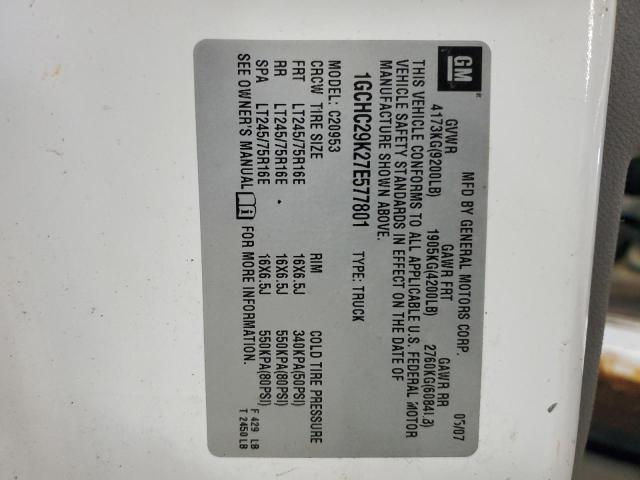 GM
MFD BY GENERAL MOTORS CORP. 05/07
GVWR GAWR FRT GAWR RR
4173KG(9200LB) 1905KG(4200LB) 2760KG(6084LB)
THIS VEHICLE CONFORMS TO ALL APPLICABLE U.S. FEDERAL MOTOR
VEHICLE SAFETY STANDARDS IN EFFECT ON THE DATE OF
MANUFACTURE SHOWN ABOVE.
1GCHC29K27E577801 TYPE: TRUCK
MODEL: C20953
CRCW TIRE SIZE RIM COLD TIRE PRESSURE
FRT LT245/75R16E 16X6.5J 340KPA(50PSI)
RR LT245/75R16E 16X6.5J 550KPA(80PSI)
SPA LT245/75R16E 16X6.5J 550KPA(80PSI)
SEE OWNER'S MANUAL FOR MORE INFORMATION.
F 429 LB
T 2450 LB